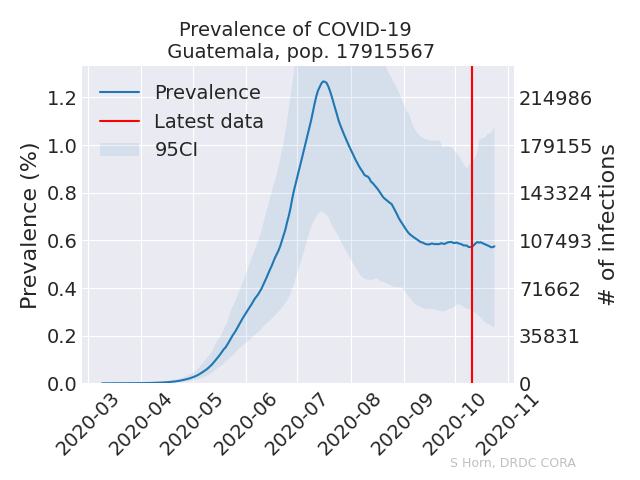 Prevalence of COVID-19
Guatemala, pop. 17915567
Prevalence
Latest data
95CI
Prevalence (%)
1.2
1.0
0.8
0.6
0.4
0.2
0.0
214986
179155
143324
107493
71662
35831
0
# of infections
2020-03
2020-04
2020-05
2020-06
2020-07
2020-08
2020-09
2020-10
2020-11
S Horn, DRDC CORA